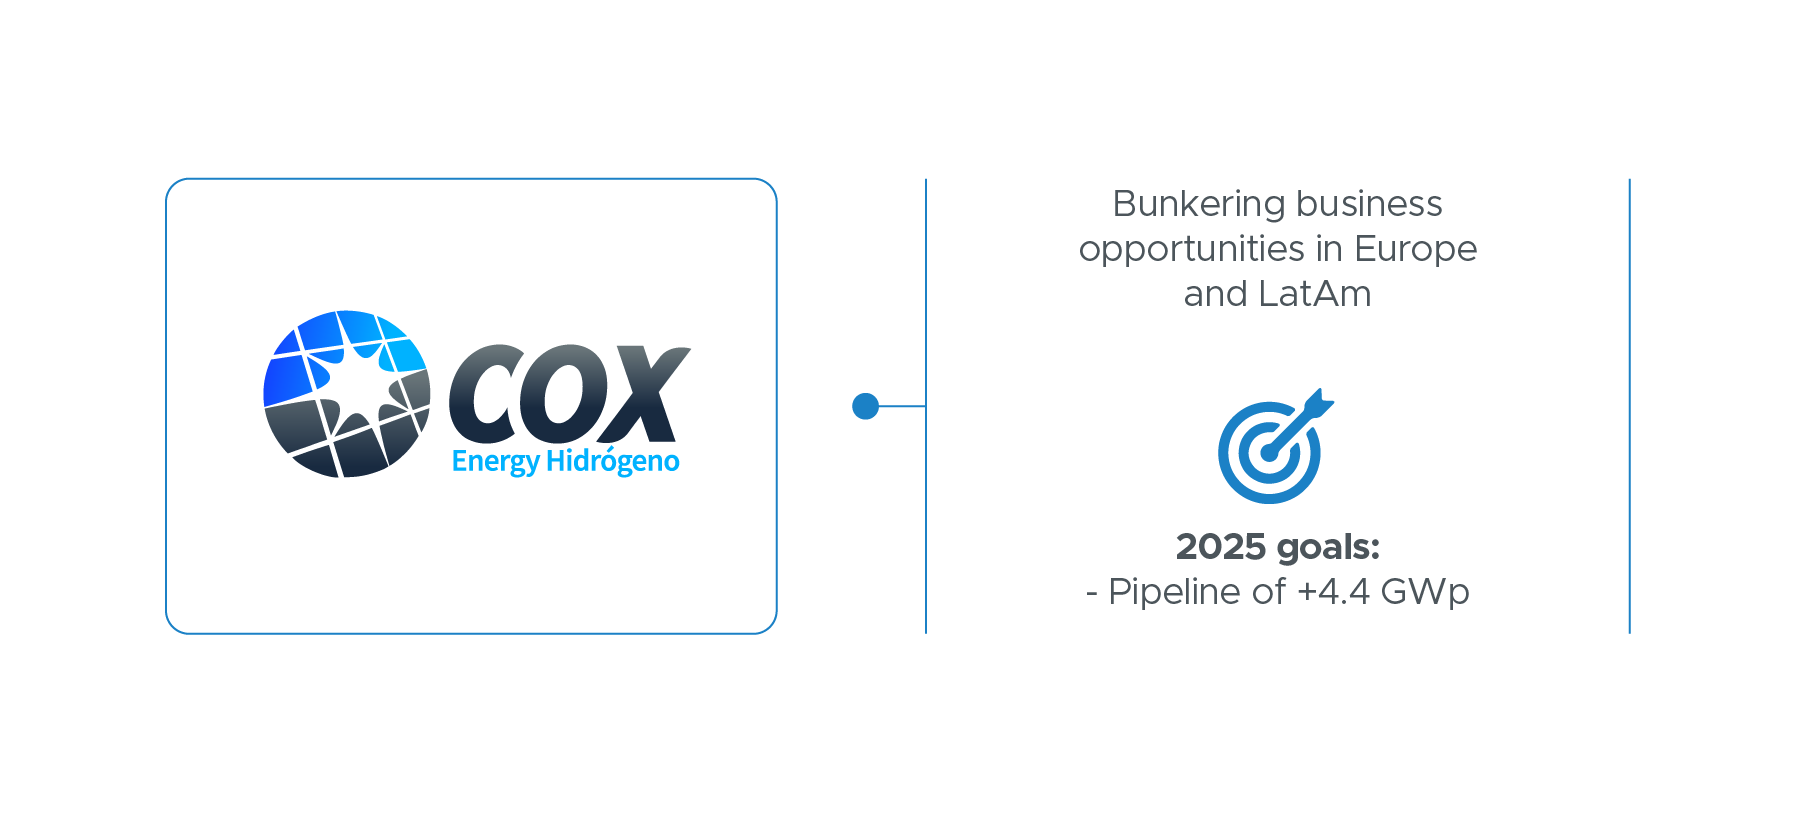 COX
Energy Hidrógeno
Bunkering business
opportunities in Europe
and LatAm
2025 goals:
- Pipeline of +4.4 GWp